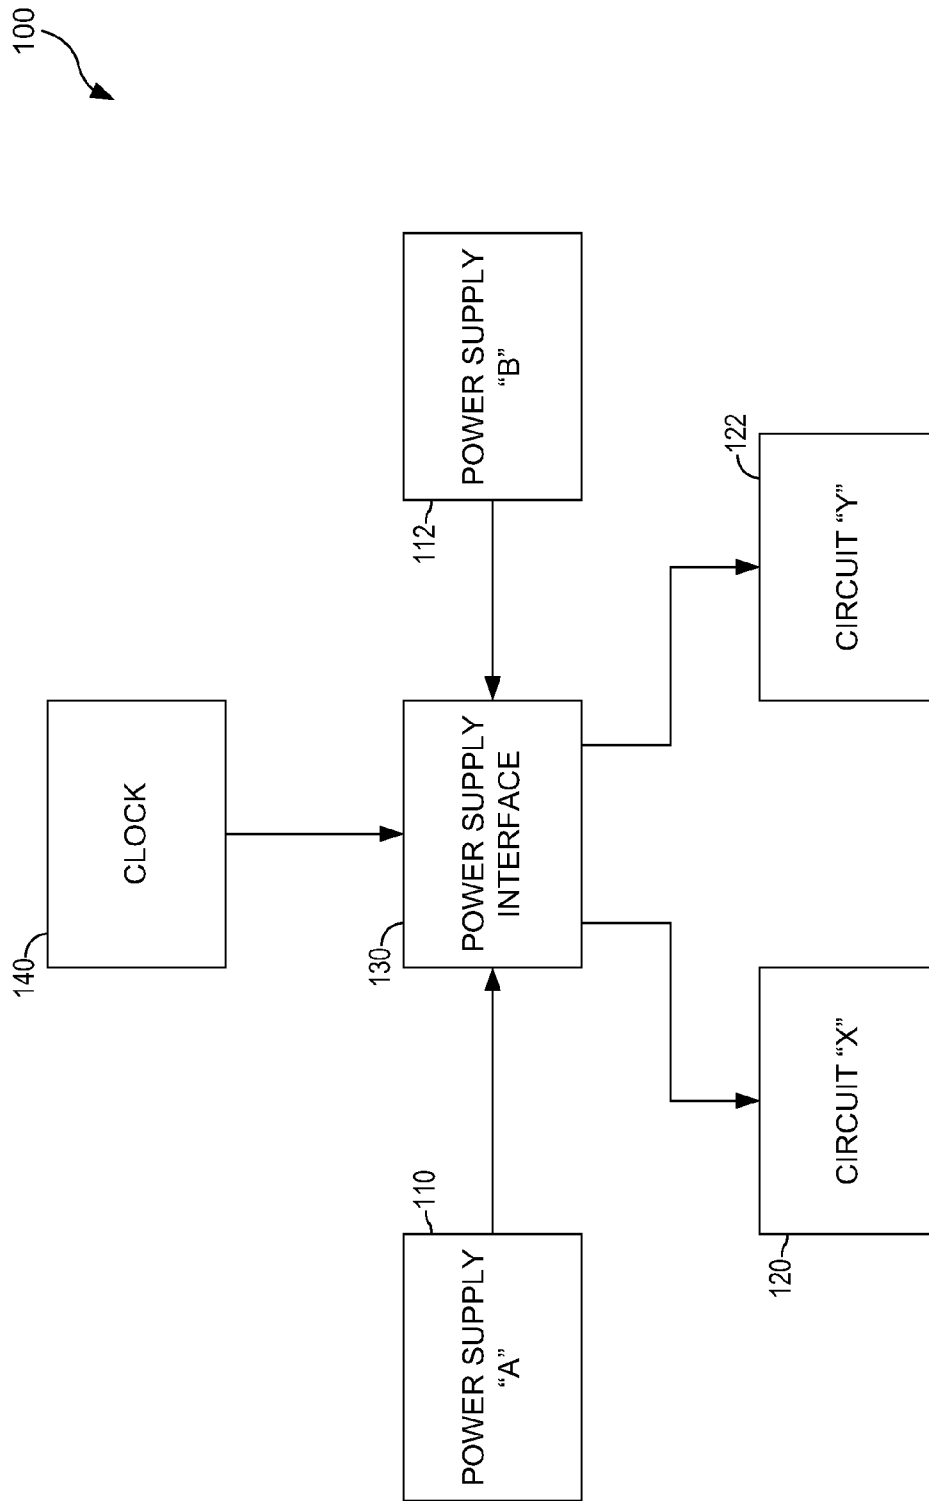 100
140
CLOCK
110
POWER SUPPLY
“A”
130
POWER SUPPLY
INTERFACE
112
POWER SUPPLY
“B”
120
CIRCUIT “X”
122
CIRCUIT “Y”